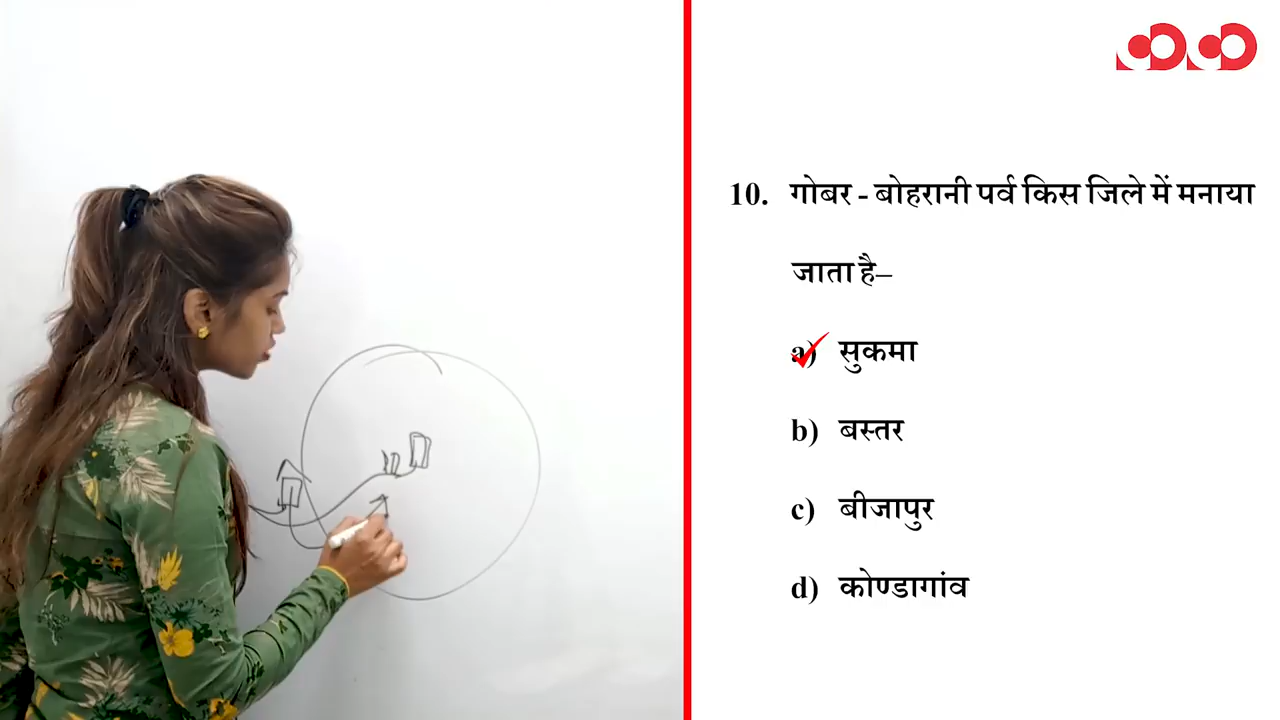 10. गोबर - बोहरानी पर्व किस जिले में मनाया
जाता है–
a) सुकमा
b) बस्तर
c) बीजापुर
d) कोण्डागांव